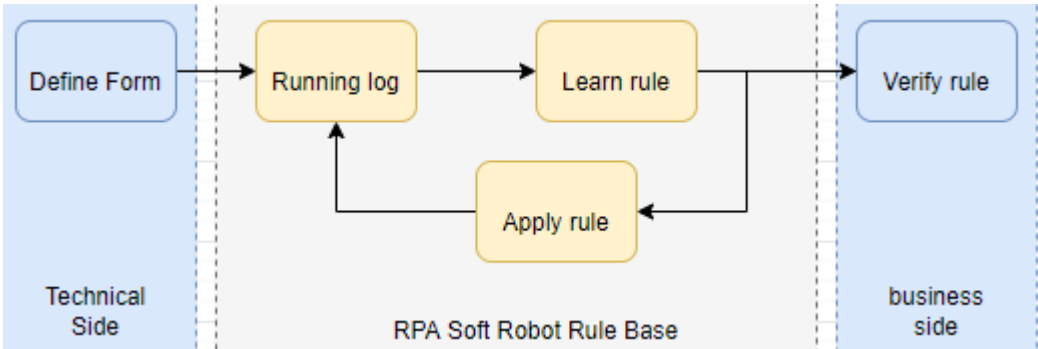 Define Form
Running log
Learn rule
Verify rule
Apply rule
Technical
Side
RPA Soft Robot Rule Base
business
side